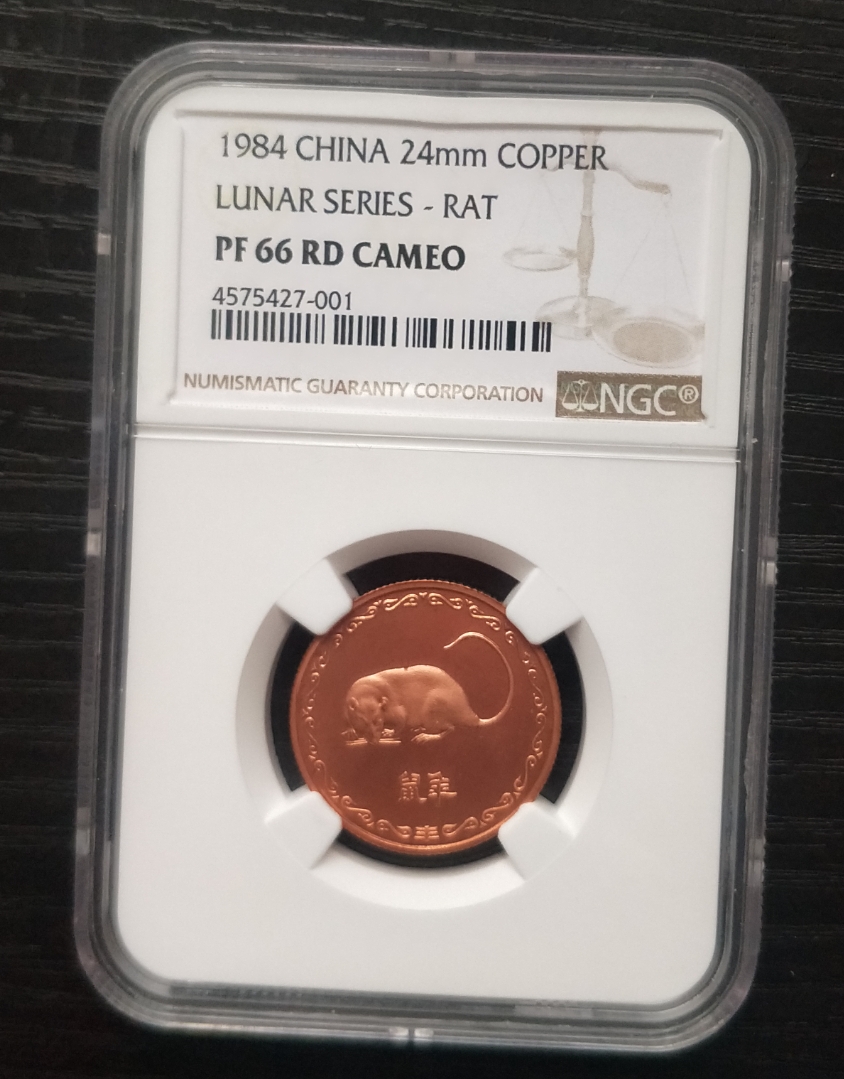 1984 CHINA 24mm COPPER
LUNAR SERIES - RAT
PF 66 RD CAMEO
4575427-001
NUMISMATIC GUARANTY CORPORATION NGC®
鼠年